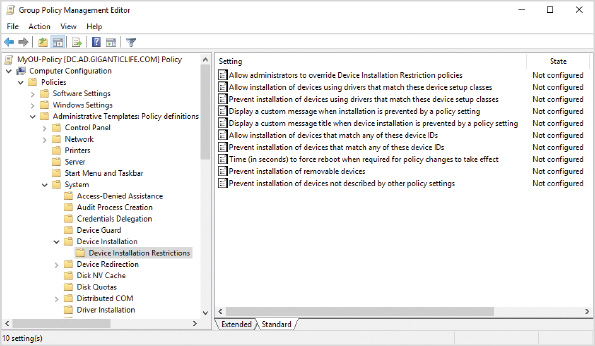 Group Policy Management Editor
File Action View Help
MyOU-Policy [DC.AD.GIGANTICLIFE.COM] Policy
Computer Configuration
Policies
Software Settings
Windows Settings
Administrative Templates: Policy definitions
Control Panel
Network
Printers
Server
Start Menu and Taskbar
System
Access-Denied Assistance
Audit Process Creation
Credentials Delegation
Device Guard
Device Installation
Device Installation Restrictions
Device Redirection
Disk NV Cache
Disk Quotas
Distributed COM
Driver Installation
Setting State
Allow administrators to override Device Installation Restriction policies Not configured
Allow installation of devices using drivers that match these device setup classes Not configured
Prevent installation of devices using drivers that match these device setup classes Not configured
Display a custom message when installation is prevented by a policy setting Not configured
Display a custom message title when device installation is prevented by a policy setting Not configured
Allow installation of devices that match any of these device IDs Not configured
Prevent installation of devices that match any of these device IDs Not configured
Time (in seconds) to force reboot when required for policy changes to take effect Not configured
Prevent installation of removable devices Not configured
Prevent installation of devices not described by other policy settings Not configured
Extended Standard
10 setting(s)